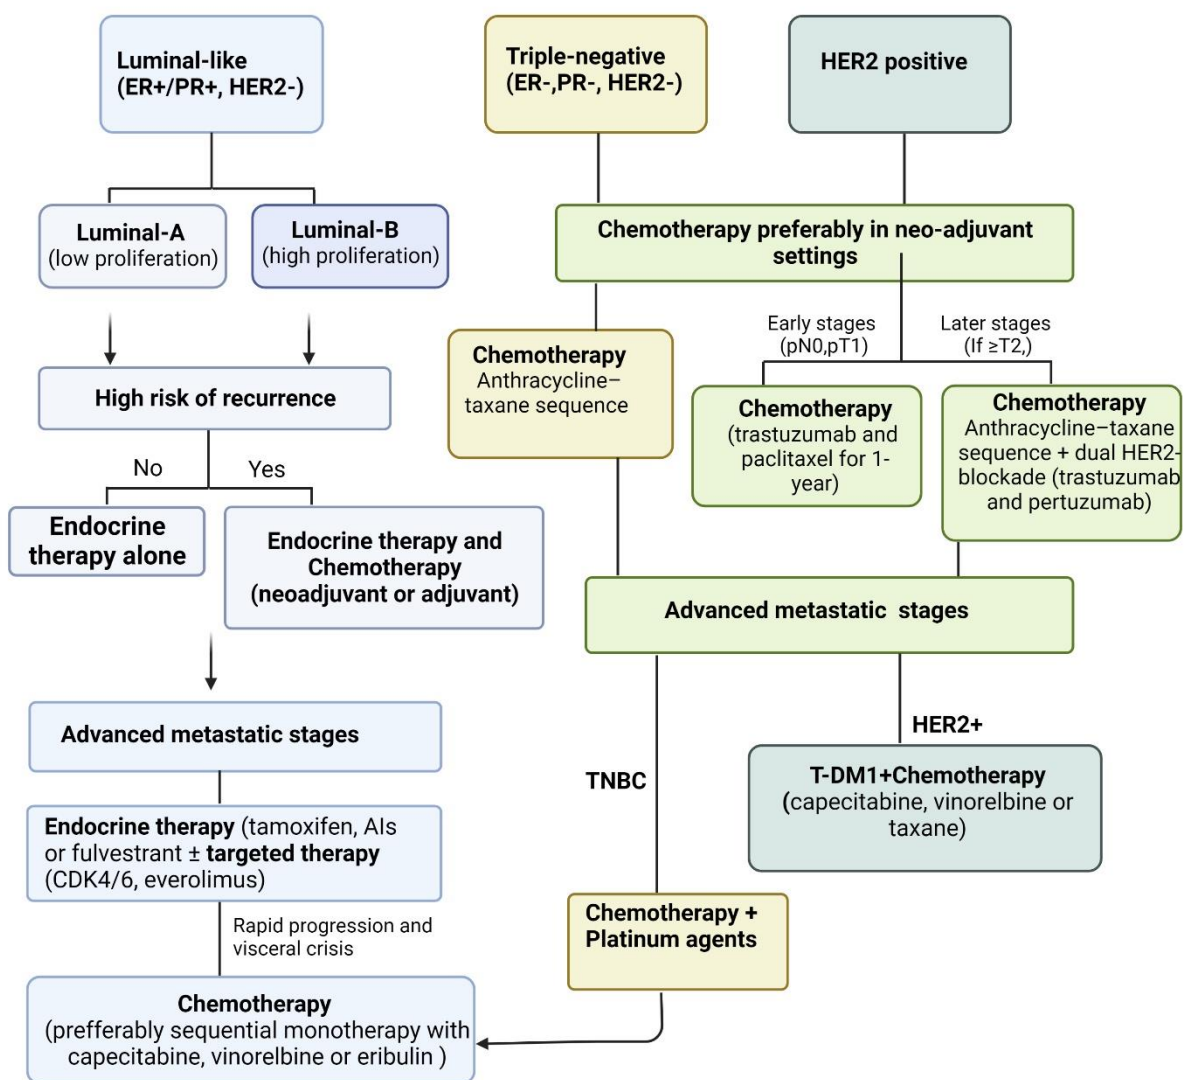 Luminal-like
(ER+/PR+, HER2-)
Triple-negative
(ER-,PR-, HER2-)
HER2 positive
Luminal-A
(low proliferation)
Luminal-B
(high proliferation)
Chemotherapy preferably in neo-adjuvant
settings
High risk of recurrence
No
Yes
Endocrine
therapy alone
Endocrine therapy and
Chemotherapy
(neoadjuvant or adjuvant)
Chemotherapy
Anthracycline–
taxane sequence
Early stages
(pN0,pT1)
Later stages
(If ≥T2,)
Chemotherapy
(trastuzumab and
paclitaxel for 1-
year)
Chemotherapy
Anthracycline–taxane
sequence + dual HER2-
blockade (trastuzumab
and pertuzumab)
Advanced metastatic stages
Advanced metastatic stages
Endocrine therapy (tamoxifen, AIs
or fulvestrant ± targeted therapy
(CDK4/6, everolimus)
Rapid progression and
visceral crisis
Chemotherapy
(prefferably sequential monotherapy with
capecitabine, vinorelbine or eribulin )
TNBC
HER2+
T-DM1+Chemotherapy
(capecitabine, vinorelbine or
taxane)
Chemotherapy +
Platinum agents